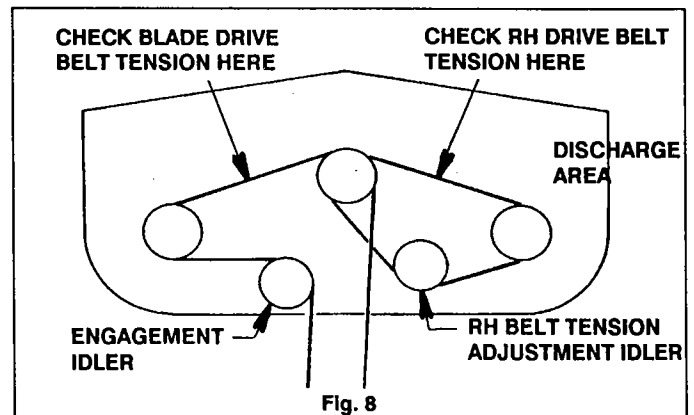 CHECK BLADE DRIVE
BELT TENSION HERE
CHECK RH DRIVE BELT
TENSION HERE
DISCHARGE
AREA
ENGAGEMENT
IDLER
RH BELT TENSION
ADJUSTMENT IDLER
Fig. 8